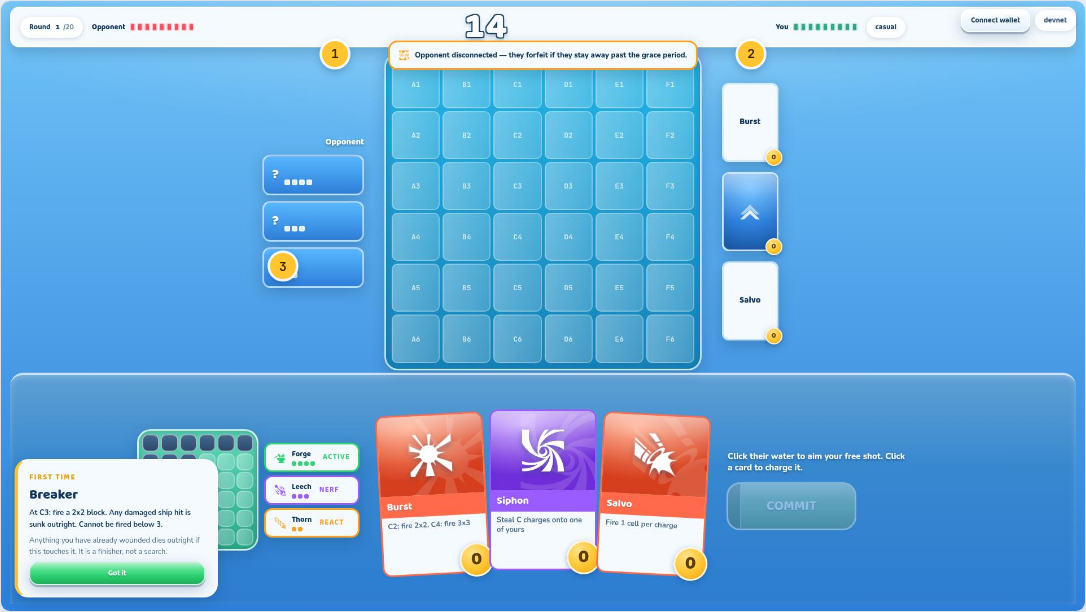 Round 1 /20
Opponent
14
You
casual
Connect wallet
devnet
1
Opponent disconnected — they forfeit if they stay away past the grace period.
2
A1 B1 C1 D1 E1 F1
A2 B2 C2 D2 E2 F2
A3 B3 C3 D3 E3 F3
A4 B4 C4 D4 E4 F4
A5 B5 C5 D5 E5 F5
A6 B6 C6 D6 E6 F6
Opponent
?
?
3
Burst
0
0
Salvo
0
FIRST TIME
Breaker
At C3: fire a 2x2 block. Any damaged ship hit is
sunk outright. Cannot be fired below 3.
Anything you have already wounded dies outright if
this touches it. It is a finisher, not a search.
Got it
Forge ACTIVE
Leech NERF
Thorn REACT
Burst
C2: fire 2x2, C4: fire 3x3
0
Siphon
Steal C charges onto one
of yours
0
Salvo
Fire 1 cell per charge
0
Click their water to aim your free shot. Click
a card to charge it.
COMMIT